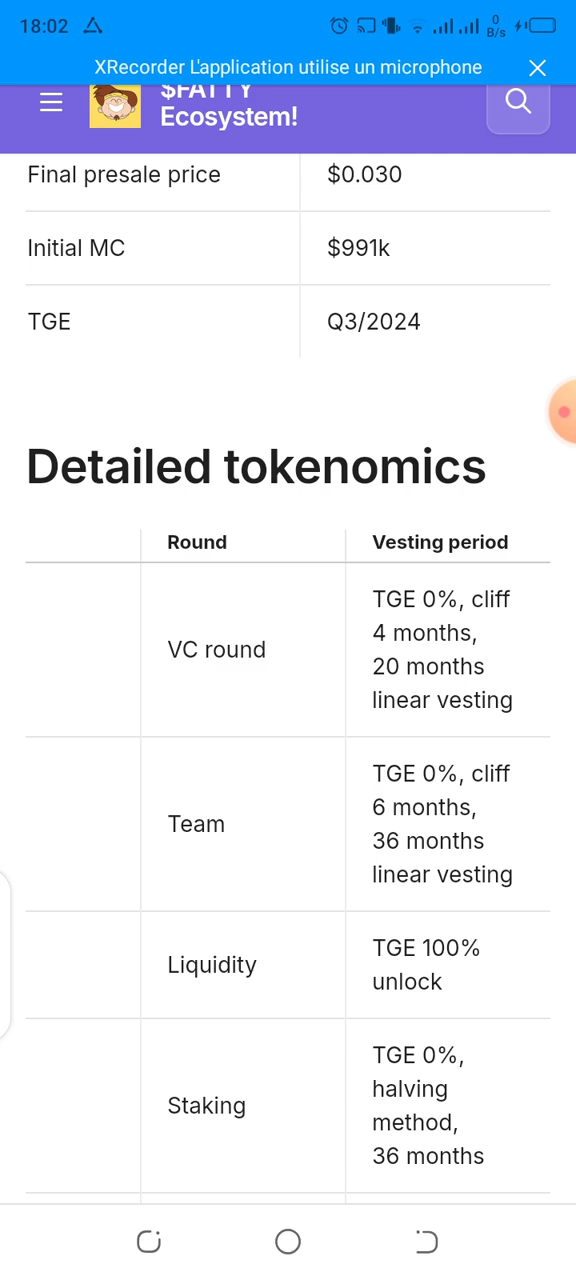 18:02
0
B/s
XRecorder L'application utilise un microphone
$FATTY
Ecosystem!
Final presale price $0.030
Initial MC $991k
TGE Q3/2024
Detailed tokenomics
Round Vesting period
VC round
TGE 0%, cliff
4 months,
20 months
linear vesting
Team
TGE 0%, cliff
6 months,
36 months
linear vesting
Liquidity
TGE 100%
unlock
Staking
TGE 0%,
halving
method,
36 months